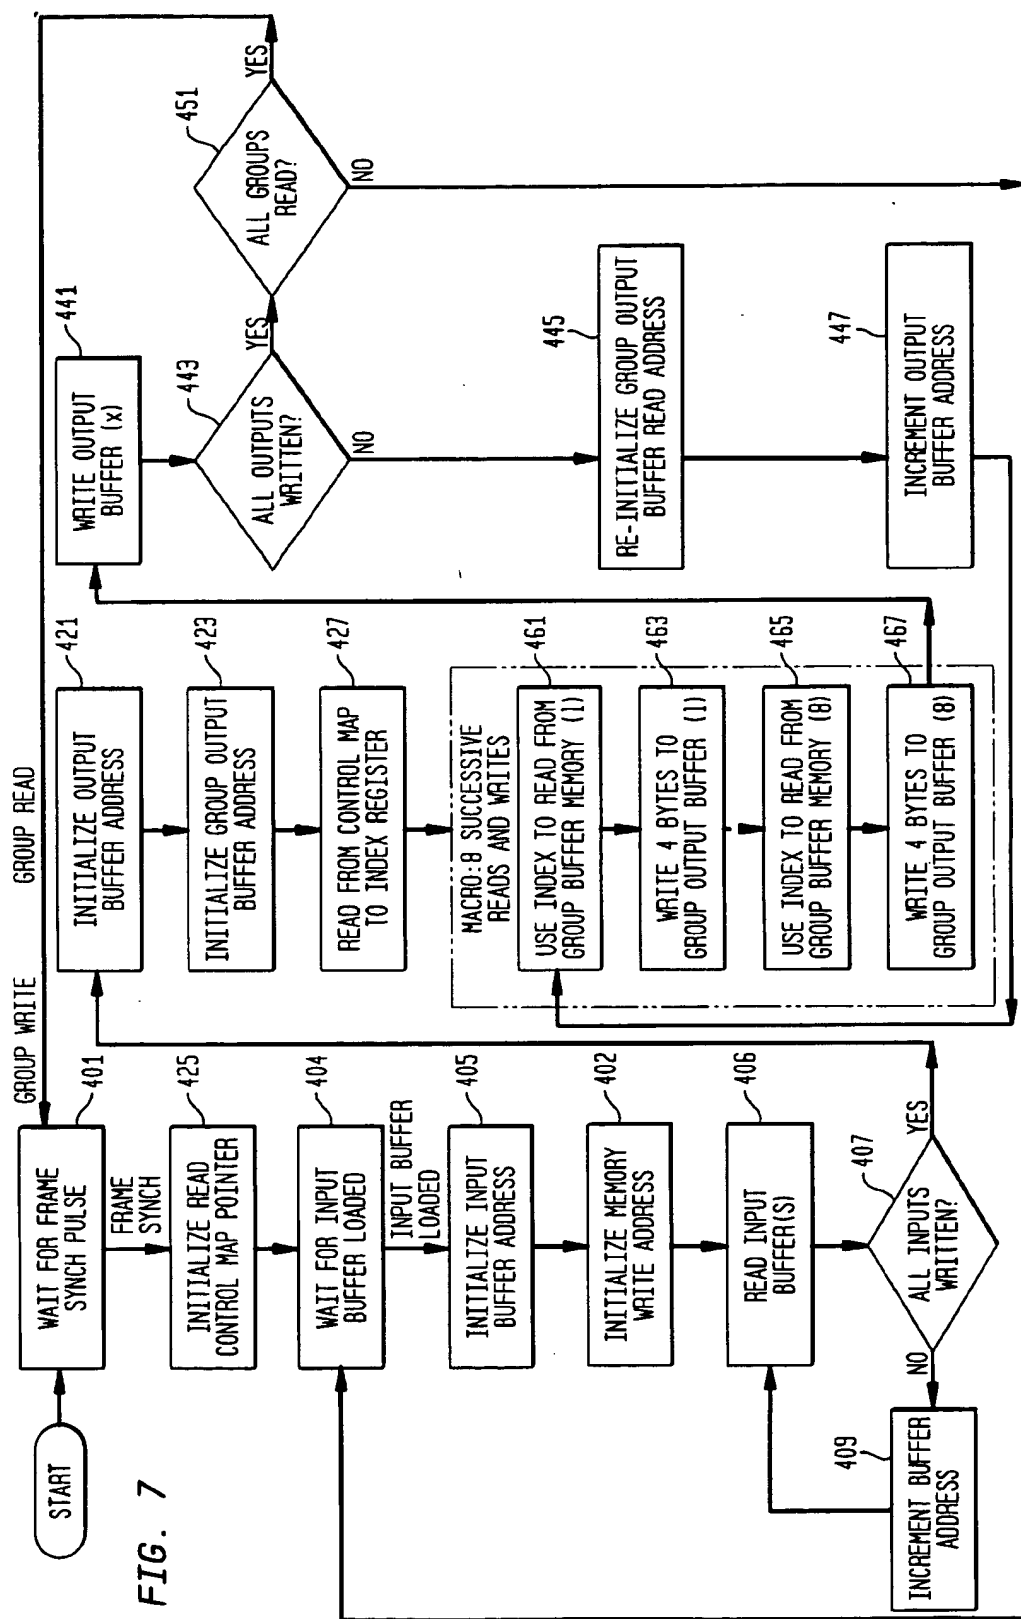 FIG. 7
START
GROUP WRITE
WAIT FOR FRAME
SYNCH PULSE
401
FRAME
SYNCH
INITIALIZE READ
CONTROL MAP POINTER
425
WAIT FOR INPUT
BUFFER LOADED
404
INPUT BUFFER
LOADED
INITIALIZE INPUT
BUFFER ADDRESS
405
INITIALIZE MEMORY
WRITE ADDRESS
402
READ INPUT
BUFFER(S)
406
ALL INPUTS
WRITTEN?
407
YES
NO
INCREMENT BUFFER
ADDRESS
409
GROUP READ
INITIALIZE OUTPUT
BUFFER ADDRESS
421
INITIALIZE GROUP OUTPUT
BUFFER ADDRESS
423
READ FROM CONTROL MAP
TO INDEX REGISTER
427
MACRO: 8 SUCCESSIVE
READS AND WRITES
USE INDEX TO READ FROM
GROUP BUFFER MEMORY (1)
461
WRITE 4 BYTES TO
GROUP OUTPUT BUFFER (1)
463
USE INDEX TO READ FROM
GROUP BUFFER MEMORY (8)
465
WRITE 4 BYTES TO
GROUP OUTPUT BUFFER (8)
467
WRITE OUTPUT
BUFFER (x)
441
ALL OUTPUTS
WRITTEN?
443
YES
NO
ALL GROUPS
READ?
451
YES
NO
RE-INITIALIZE GROUP OUTPUT
BUFFER READ ADDRESS
445
INCREMENT OUTPUT
BUFFER ADDRESS
447